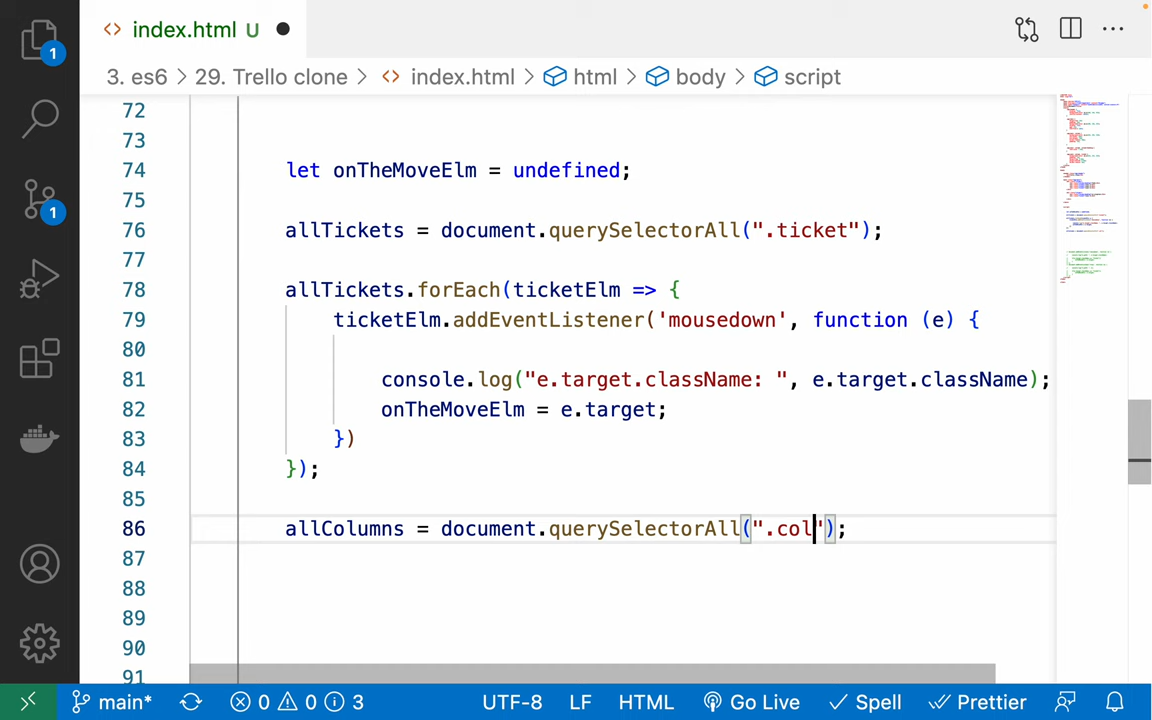 index.html U
1
3. es6 > 29. Trello clone > index.html > html > body > script
72
73
74 let onTheMoveElm = undefined;
75
76 allTickets = document.querySelectorAll(".ticket");
77
78 allTickets.forEach(ticketElm => {
79 ticketElm.addEventListener('mousedown', function (e) {
80
81 console.log("e.target.className: ", e.target.className);
82 onTheMoveElm = e.target;
83 })
84 });
85
86 allColumns = document.querySelectorAll(".col");
87
88
89
90
91
1
main* 0 0 3 UTF-8 LF HTML Go Live Spell Prettier